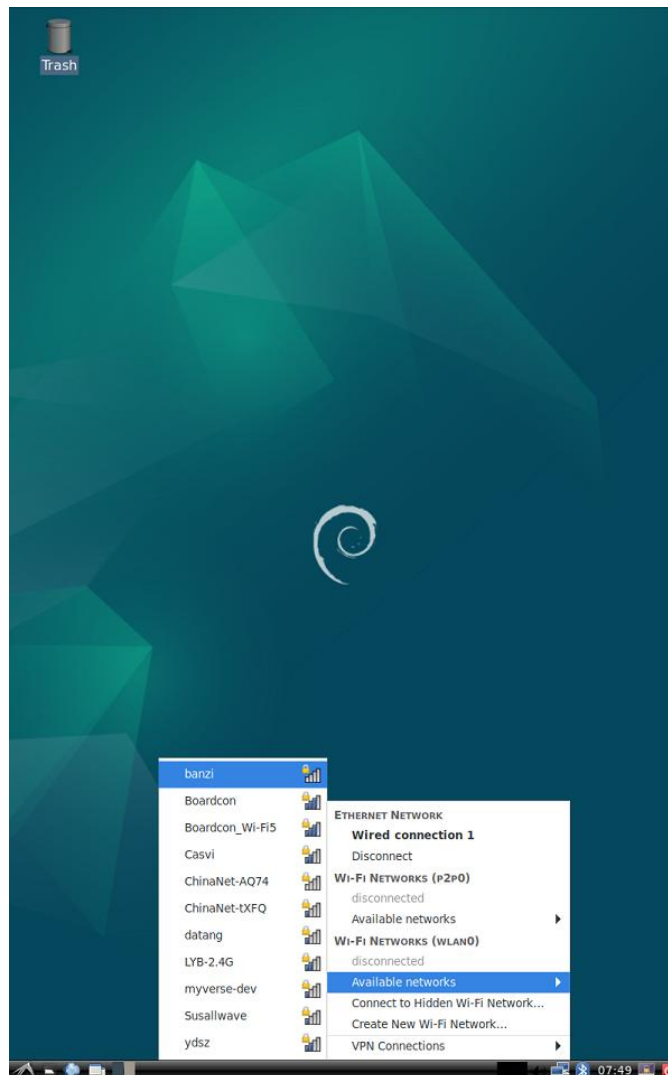 Trash
banzi
Boardcon
Boardcon_Wi-Fi5
Casvi
ChinaNet-AQ74
ChinaNet-tXFQ
datang
LYB-2.4G
myverse-dev
Susallwave
ydsz
Ethernet Network
Wired connection 1
Disconnect
Wi-Fi Networks (p2p0)
disconnected
Available networks
Wi-Fi Networks (wlan0)
disconnected
Available networks
Connect to Hidden Wi-Fi Network...
Create New Wi-Fi Network...
VPN Connections
07:49